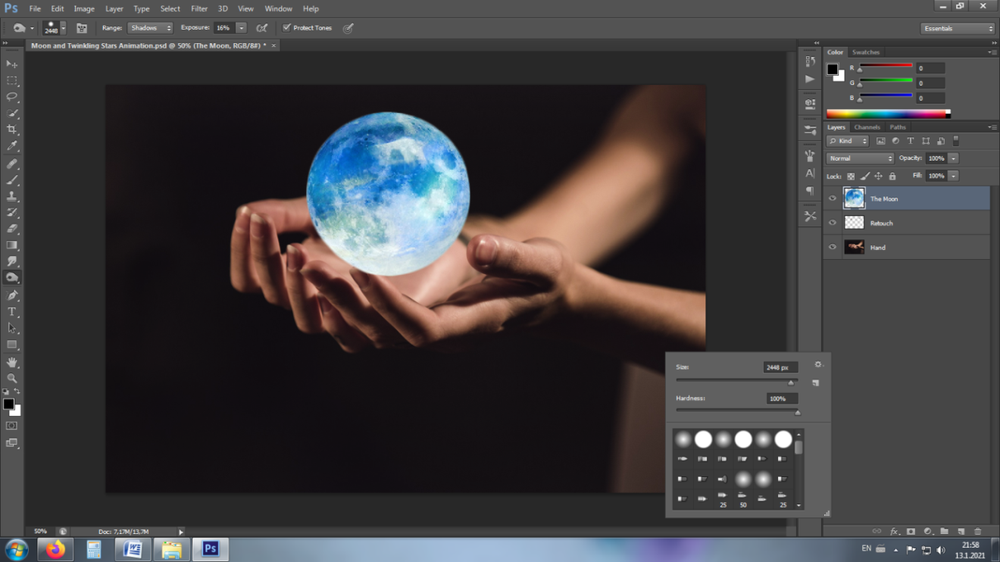 Ps File Edit Image Layer Type Select Filter 3D View Window Help
2448 Range: Shadows Exposure: 16% Protect Tones Essentials
Moon and Twinkling Stars Animation.psd @ 50% (The Moon, RGB/8#) * ×
Color Swatches
R 0
G 0
B 0
Layers Channels Paths
Kind
Normal Opacity: 100%
Lock: Fill: 100%
The Moon
Retouch
Hand
Size: 2448 px
Hardness: 100%
25 50 25
50% Doc: 7,17M/13,7M
Ps EN 21:58
13.1.2021